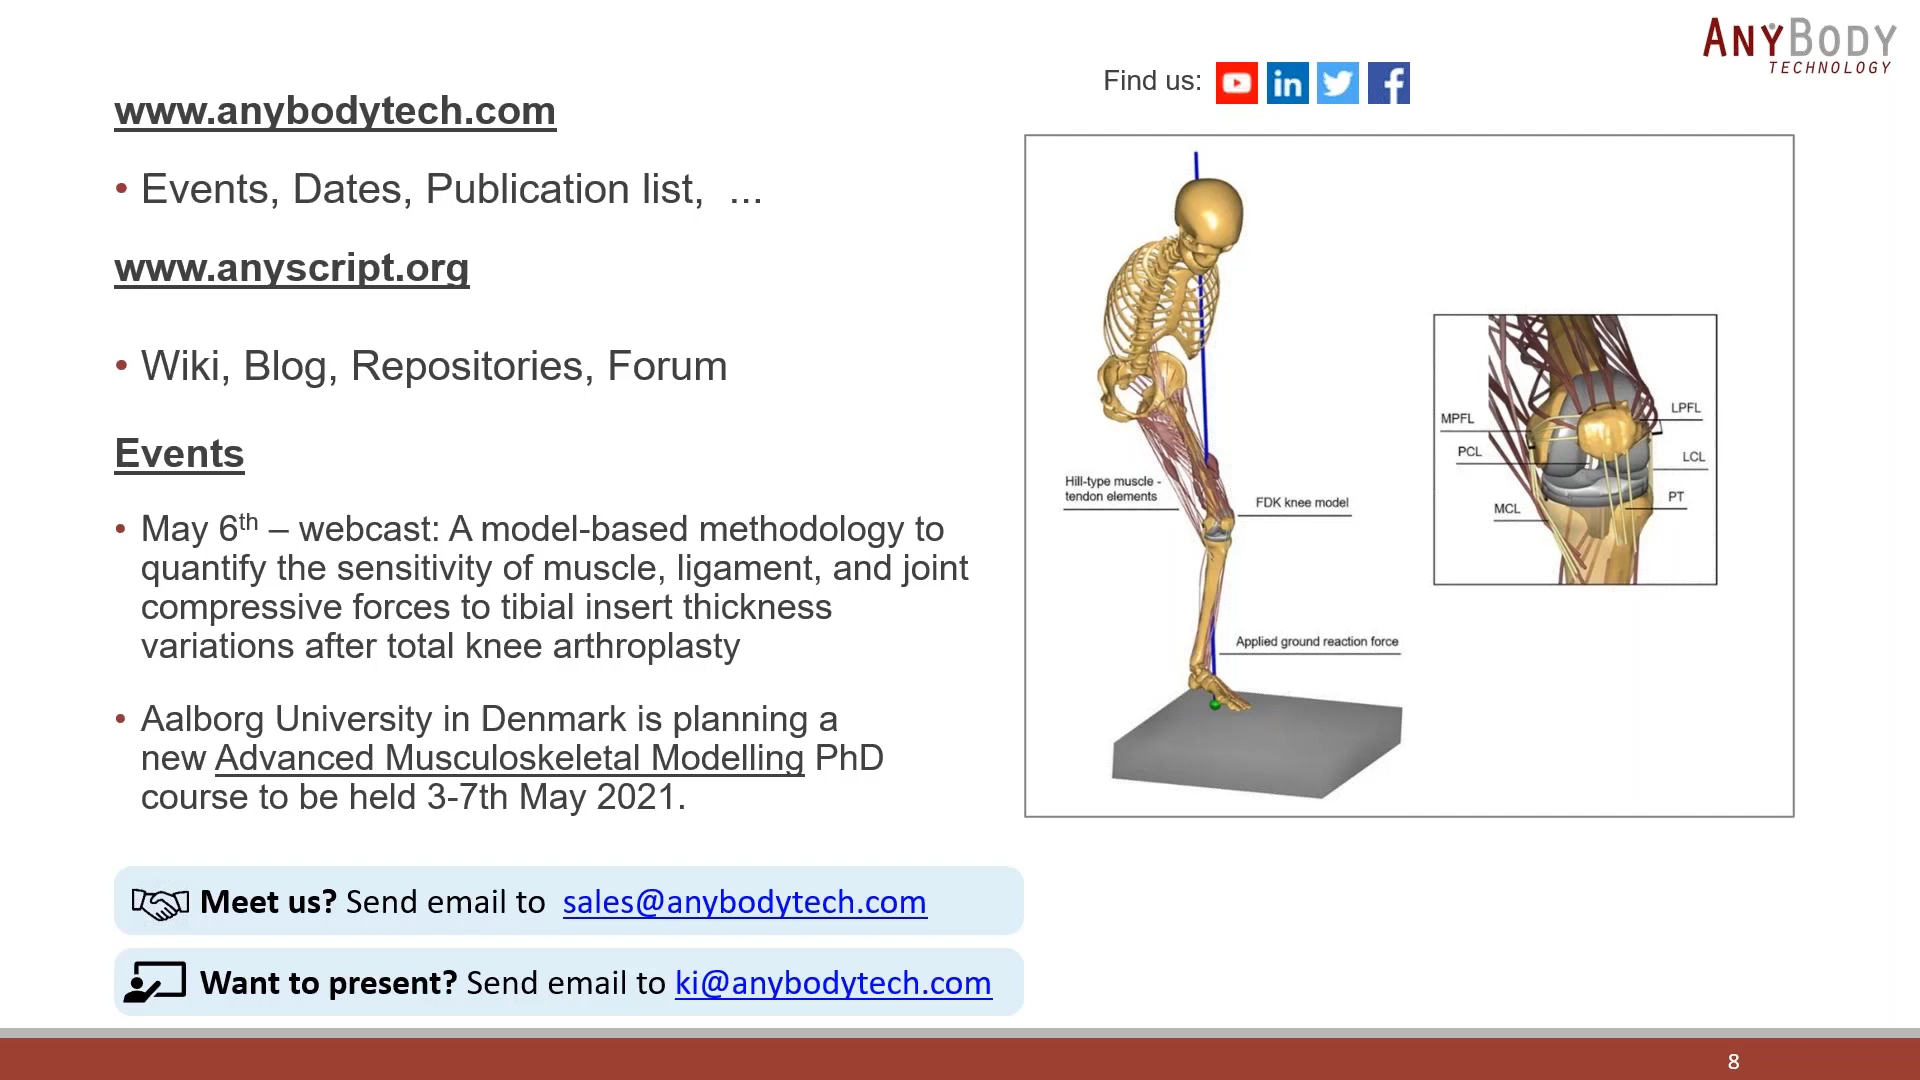 ANYBODY
TECHNOLOGY
Find us:
www.anybodytech.com
• Events, Dates, Publication list,  ...
www.anyscript.org
• Wiki, Blog, Repositories, Forum
Events
• May 6th – webcast: A model-based methodology to
quantify the sensitivity of muscle, ligament, and joint
compressive forces to tibial insert thickness
variations after total knee arthroplasty
• Aalborg University in Denmark is planning a
new Advanced Musculoskeletal Modelling PhD
course to be held 3-7th May 2021.
Meet us? Send email to  sales@anybodytech.com
Want to present? Send email to ki@anybodytech.com
Hill-type muscle -
tendon elements
FDK knee model
Applied ground reaction force
MPFL
LPFL
PCL
LCL
PT
MCL
8